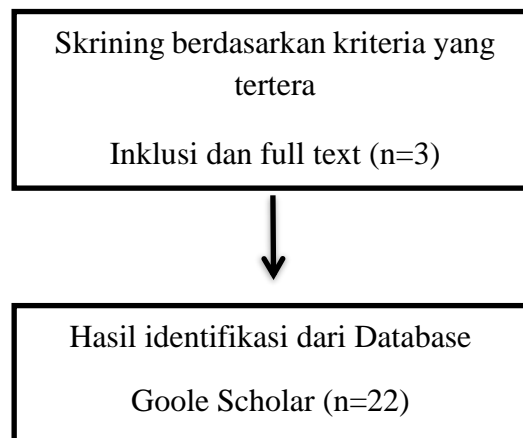 Skrining berdasarkan kriteria yang
tertera
Inklusi dan full text (n=3)
Hasil identifikasi dari Database
Goole Scholar (n=22)